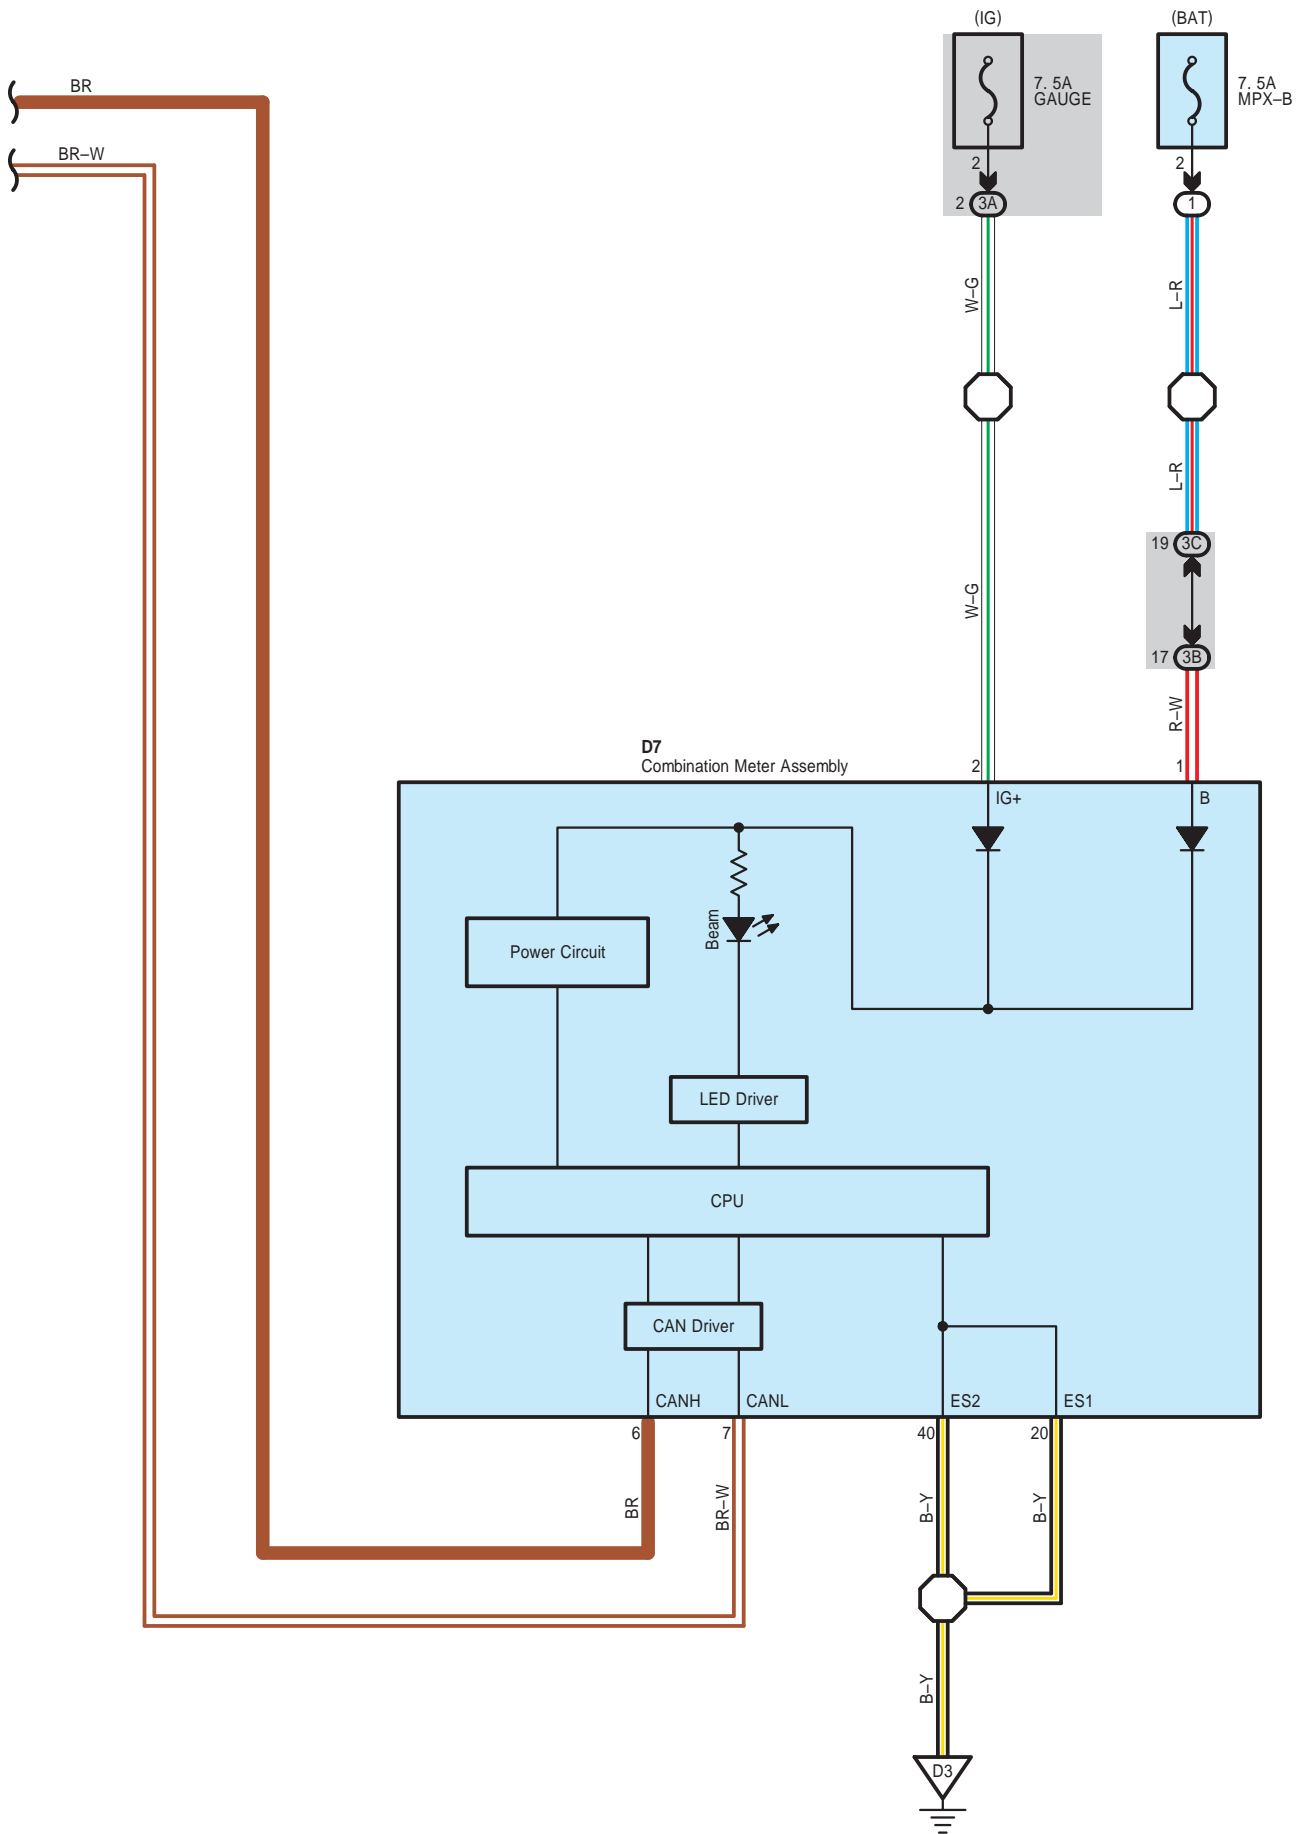 (IG)
(BAT)
7. 5A
GAUGE
7. 5A
MPX–B
BR
BR–W
2
2
2
3A
1
W–G
L–R
L–R
19
3C
W–G
17
3B
R–W
D7
Combination Meter Assembly
2
1
IG+
B
Beam
Power Circuit
LED Driver
CPU
CAN Driver
CANH
CANL
ES2
ES1
6
7
40
20
BR
BR–W
B–Y
B–Y
B–Y
D3